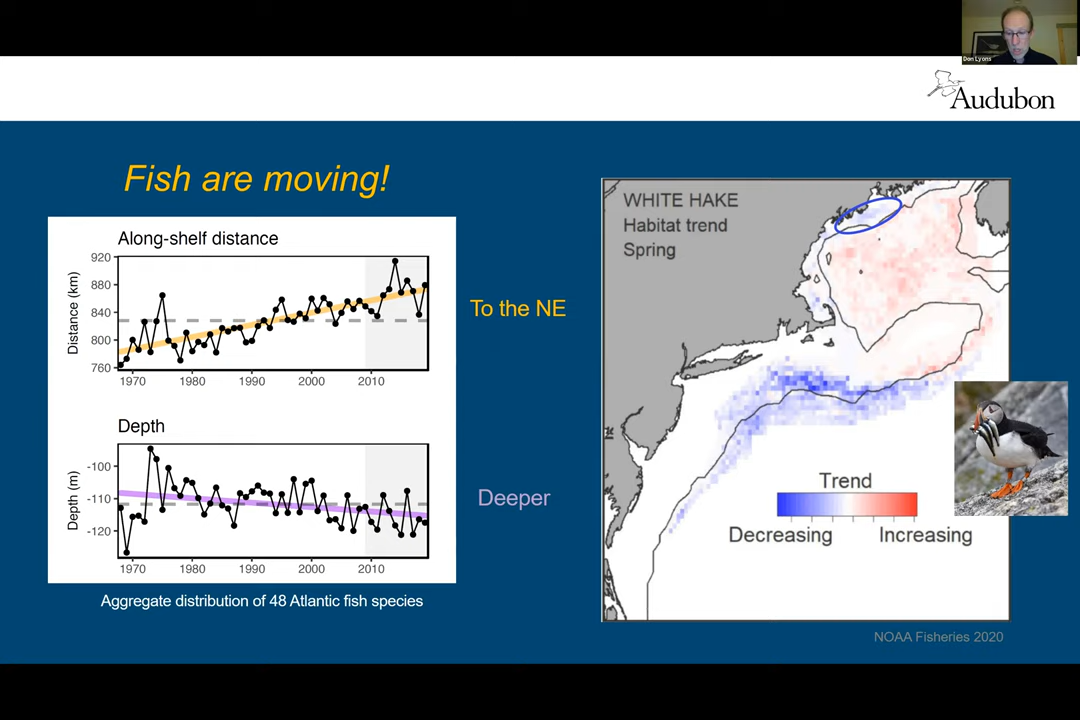 Don Lyons
Audubon
Fish are moving!
Along-shelf distance
Distance (km)
920
880
840
800
760
1970 1980 1990 2000 2010
To the NE
Depth
Depth (m)
-100
-110
-120
1970 1980 1990 2000 2010
Deeper
Aggregate distribution of 48 Atlantic fish species
WHITE HAKE
Habitat trend
Spring
Trend
Decreasing Increasing
NOAA Fisheries 2020